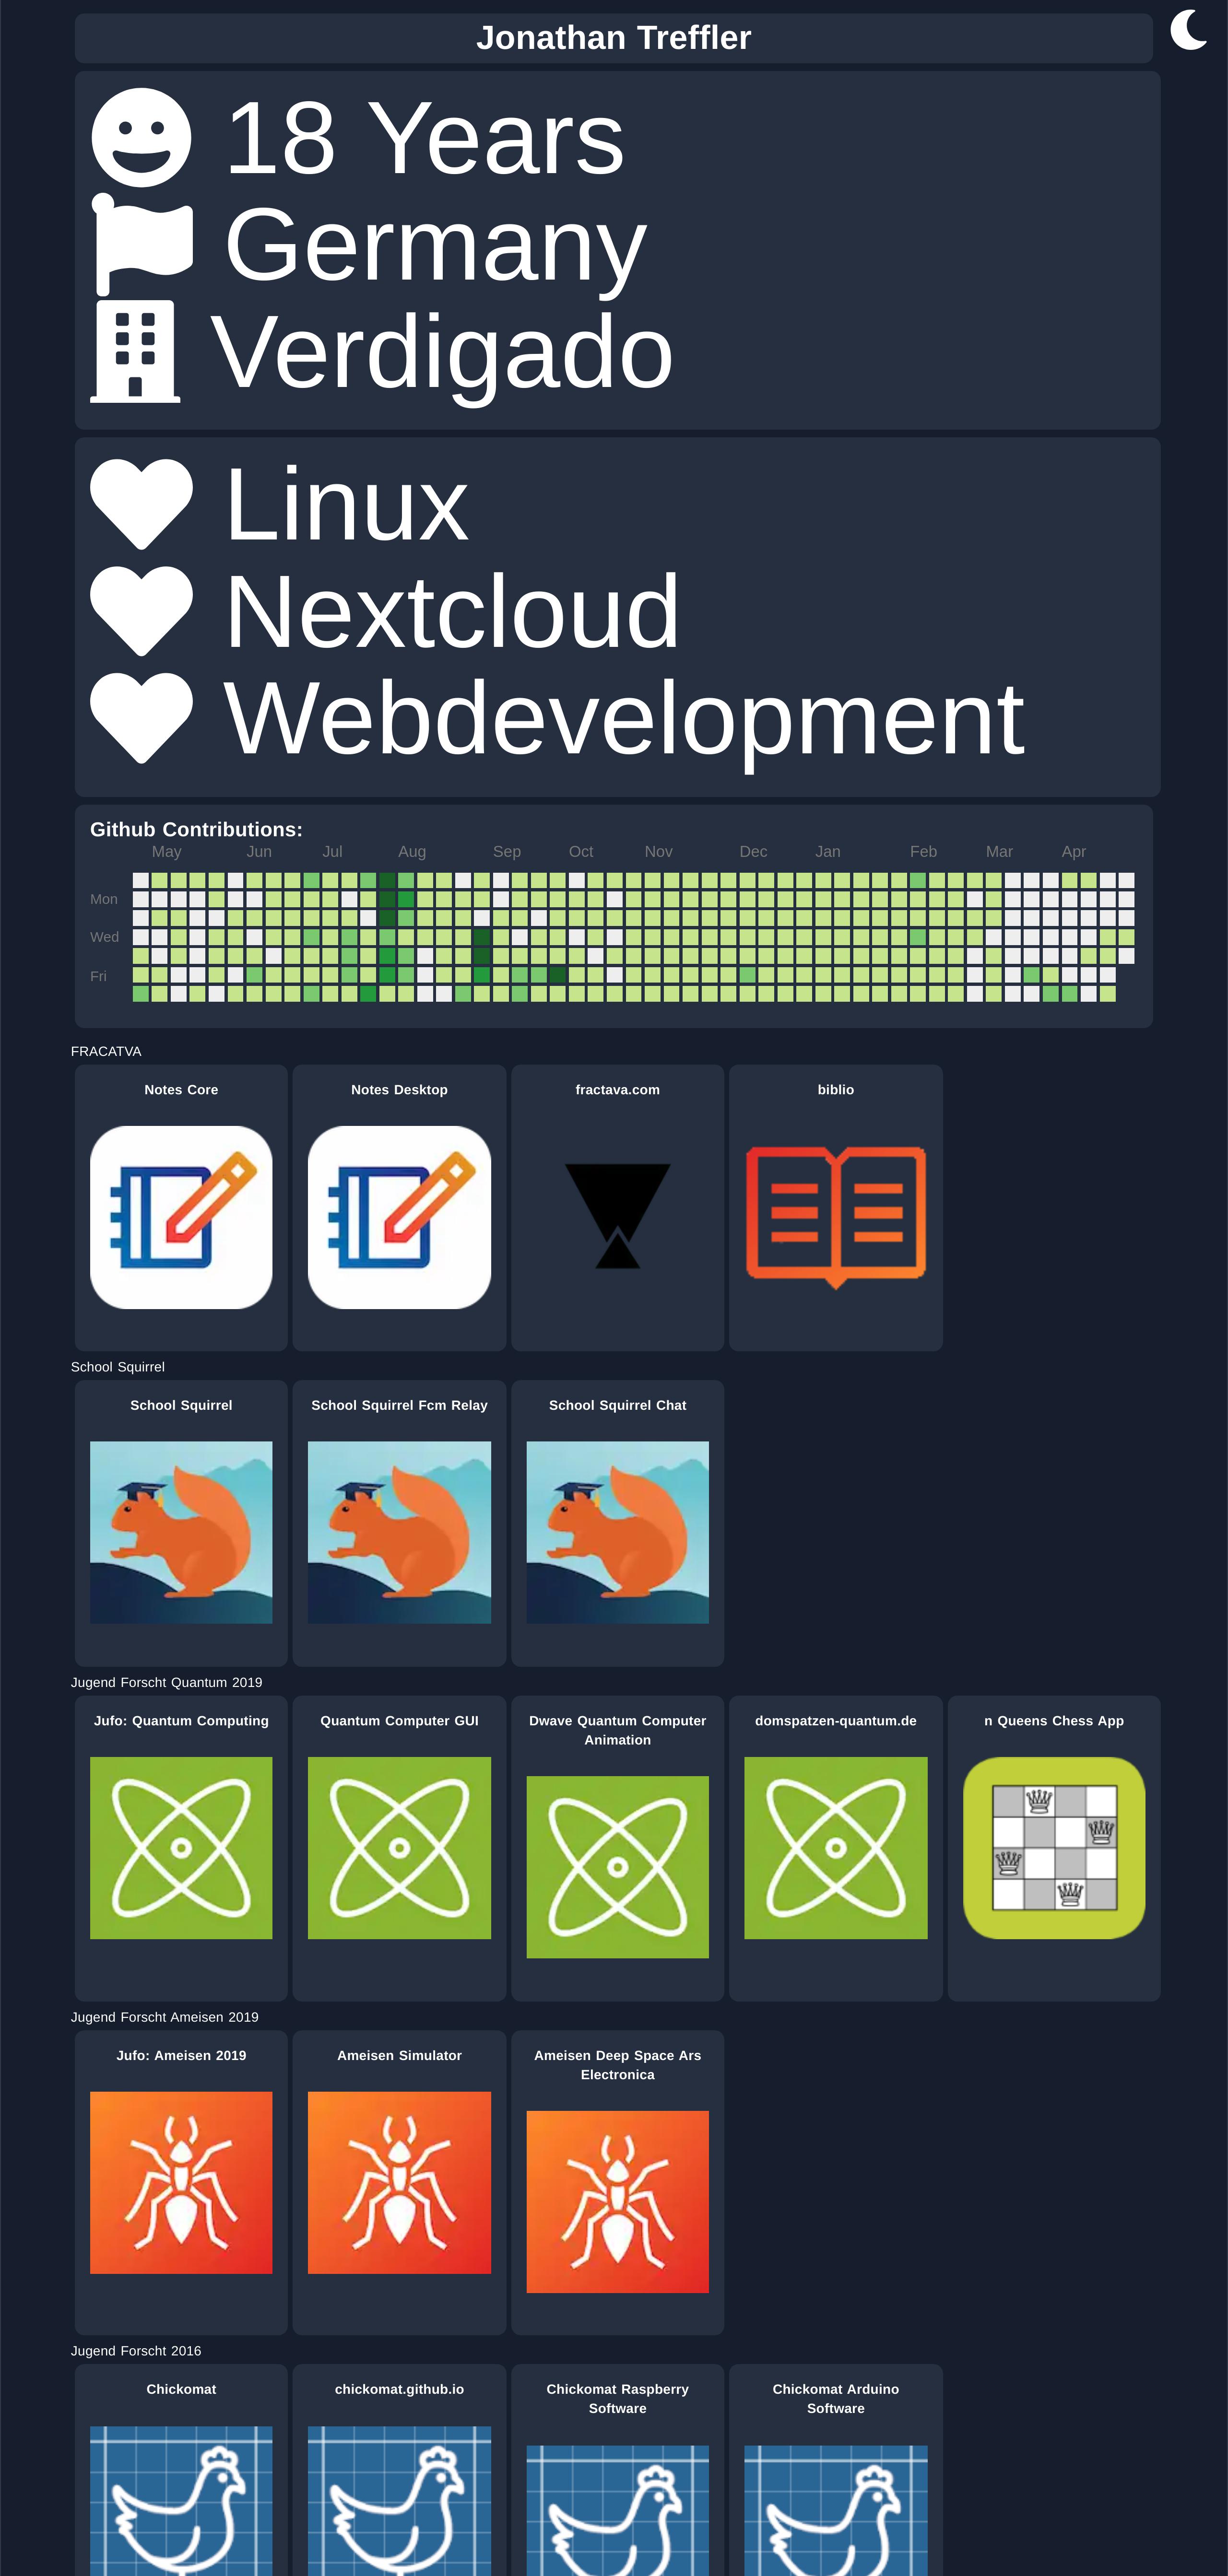 Jonathan Treffler
18 Years
Germany
Verdigado
Linux
Nextcloud
Webdevelopment
Github Contributions:
May Jun Jul Aug Sep Oct Nov Dec Jan Feb Mar Apr
Mon
Wed
Fri
FRACATVA
Notes Core Notes Desktop fractava.com biblio
School Squirrel
School Squirrel School Squirrel Fcm Relay School Squirrel Chat
Jugend Forscht Quantum 2019
Jufo: Quantum Computing Quantum Computer GUI Dwave Quantum Computer domspatzen-quantum.de n Queens Chess App
Animation
Jugend Forscht Ameisen 2019
Jufo: Ameisen 2019 Ameisen Simulator Ameisen Deep Space Ars
Electronica
Jugend Forscht 2016
Chickomat chickomat.github.io Chickomat Raspberry Chickomat Arduino
Software Software